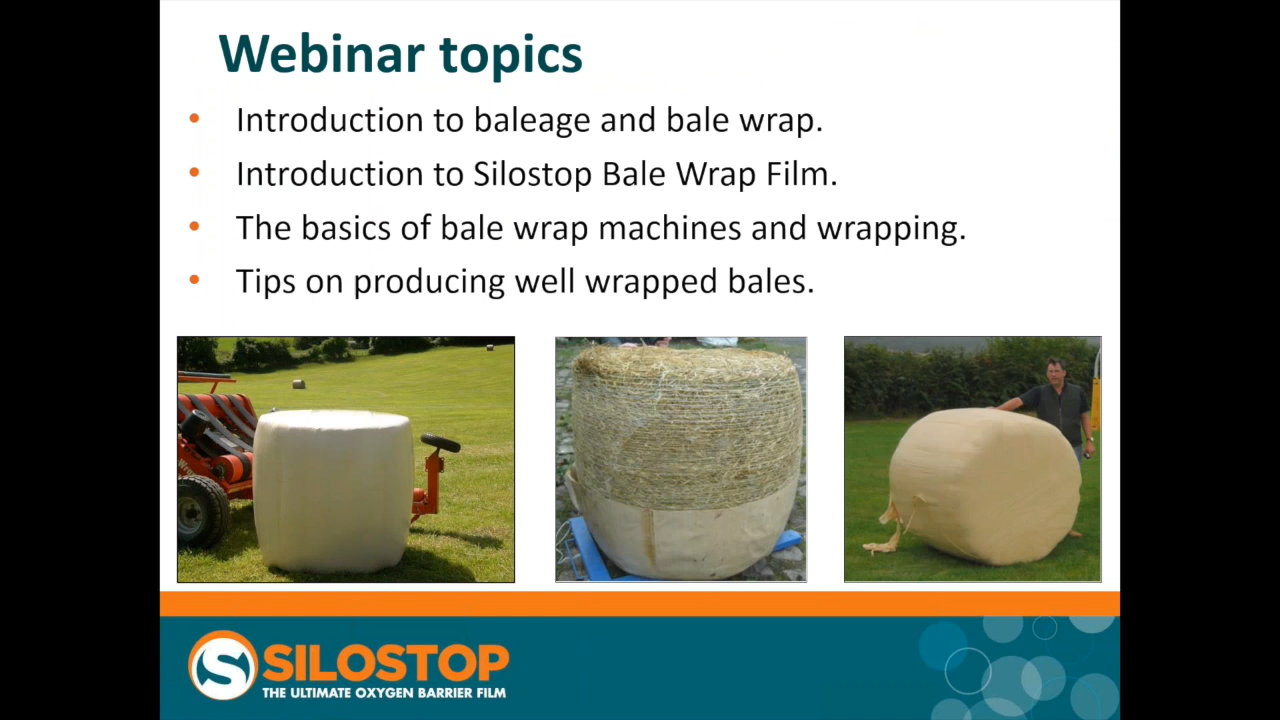 Webinar topics
• Introduction to baleage and bale wrap.
• Introduction to Silostop Bale Wrap Film.
• The basics of bale wrap machines and wrapping.
• Tips on producing well wrapped bales.
S SILOSTOP
THE ULTIMATE OXYGEN BARRIER FILM